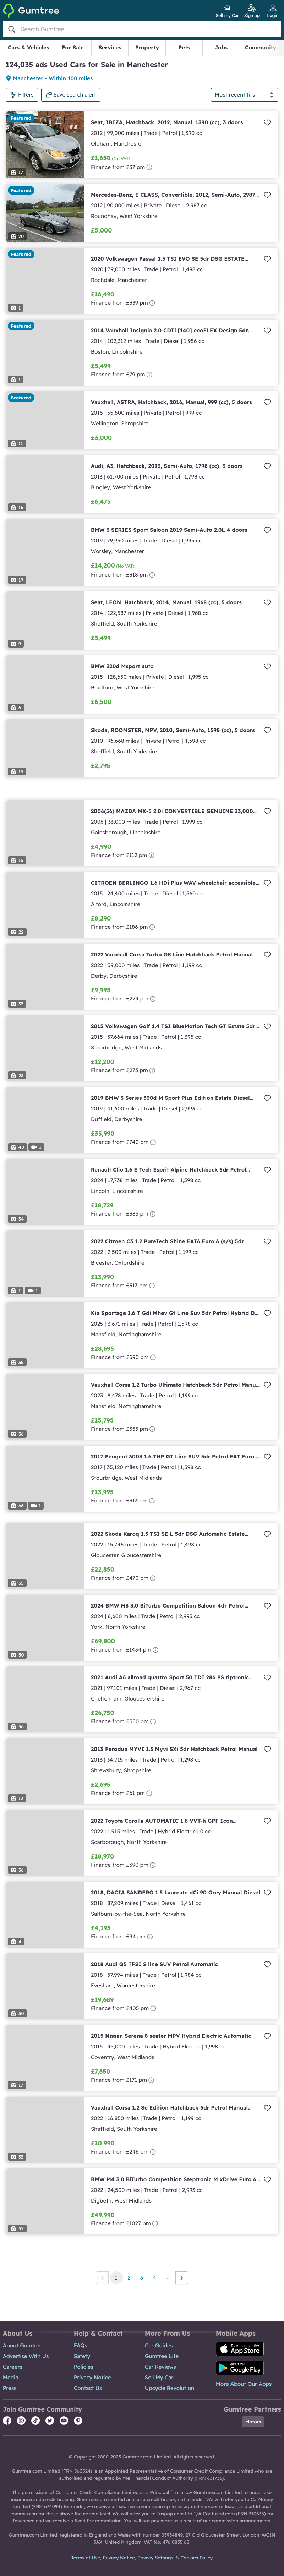 Gumtree
Sell my Car
Sign up
Login
Search Gumtree
Cars & Vehicles
For Sale
Services
Property
Pets
Jobs
Community
124,035 ads Used Cars for Sale in Manchester
Manchester - Within 100 miles
Filters
Save search alert
Most recent first
Featured
17
Seat, IBIZA, Hatchback, 2012, Manual, 1390 (cc), 3 doors
2012 | 99,000 miles | Trade | Petrol | 1,390 cc
Oldham, Manchester
£1,650 (No VAT)
Finance from £37 pm
Featured
20
Mercedes-Benz, E CLASS, Convertible, 2012, Semi-Auto, 2987...
2012 | 90,000 miles | Private | Diesel | 2,987 cc
Roundhay, West Yorkshire
£5,000
Featured
1
2020 Volkswagen Passat 1.5 TSI EVO SE 5dr DSG ESTATE...
2020 | 39,000 miles | Trade | Petrol | 1,498 cc
Rochdale, Manchester
£16,490
Finance from £339 pm
Featured
1
2014 Vauxhall Insignia 2.0 CDTi [140] ecoFLEX Design 5dr...
2014 | 102,312 miles | Trade | Diesel | 1,956 cc
Boston, Lincolnshire
£3,499
Finance from £79 pm
Featured
11
Vauxhall, ASTRA, Hatchback, 2016, Manual, 999 (cc), 5 doors
2016 | 55,500 miles | Private | Petrol | 999 cc
Wellington, Shropshire
£3,000
16
Audi, A3, Hatchback, 2013, Semi-Auto, 1798 (cc), 3 doors
2013 | 61,700 miles | Private | Petrol | 1,798 cc
Bingley, West Yorkshire
£6,475
19
BMW 3 SERIES Sport Saloon 2019 Semi-Auto 2.0L 4 doors
2019 | 79,950 miles | Trade | Diesel | 1,995 cc
Worsley, Manchester
£14,200 (No VAT)
Finance from £318 pm
9
Seat, LEON, Hatchback, 2014, Manual, 1968 (cc), 5 doors
2014 | 122,587 miles | Private | Diesel | 1,968 cc
Sheffield, South Yorkshire
£3,499
6
BMW 320d Msport auto
2015 | 128,650 miles | Private | Diesel | 1,995 cc
Bradford, West Yorkshire
£6,500
15
Skoda, ROOMSTER, MPV, 2010, Semi-Auto, 1598 (cc), 5 doors
2010 | 96,668 miles | Private | Petrol | 1,598 cc
Sheffield, South Yorkshire
£2,795
15
2006(56) MAZDA MX-5 2.0i CONVERTIBLE GENUINE 33,000...
2006 | 33,000 miles | Trade | Petrol | 1,999 cc
Gainsborough, Lincolnshire
£4,990
Finance from £112 pm
22
CITROEN BERLINGO 1.6 HDi Plus WAV wheelchair accessible...
2015 | 24,400 miles | Trade | Diesel | 1,560 cc
Alford, Lincolnshire
£8,290
Finance from £186 pm
33
2022 Vauxhall Corsa Turbo GS Line Hatchback Petrol Manual
2022 | 59,000 miles | Trade | Petrol | 1,199 cc
Derby, Derbyshire
£9,995
Finance from £224 pm
23
2015 Volkswagen Golf 1.4 TSI BlueMotion Tech GT Estate 5dr...
2015 | 57,664 miles | Trade | Petrol | 1,395 cc
Stourbridge, West Midlands
£12,200
Finance from £273 pm
40
1
2019 BMW 3 Series 330d M Sport Plus Edition Estate Diesel...
2019 | 41,600 miles | Trade | Diesel | 2,993 cc
Duffield, Derbyshire
£35,990
Finance from £740 pm
34
Renault Clio 1.6 E Tech Esprit Alpine Hatchback 5dr Petrol...
2024 | 17,738 miles | Trade | Petrol | 1,598 cc
Lincoln, Lincolnshire
£18,729
Finance from £385 pm
1
1
2022 Citroen C3 1.2 PureTech Shine EAT6 Euro 6 (s/s) 5dr
2022 | 2,500 miles | Trade | Petrol | 1,199 cc
Bicester, Oxfordshire
£13,990
Finance from £313 pm
35
Kia Sportage 1.6 T Gdi Mhev Gt Line Suv 5dr Petrol Hybrid D...
2025 | 3,671 miles | Trade | Petrol | 1,598 cc
Mansfield, Nottinghamshire
£28,695
Finance from £590 pm
36
Vauxhall Corsa 1.2 Turbo Ultimate Hatchback 5dr Petrol Manu...
2023 | 8,478 miles | Trade | Petrol | 1,199 cc
Mansfield, Nottinghamshire
£15,795
Finance from £353 pm
66
1
2017 Peugeot 3008 1.6 THP GT Line SUV 5dr Petrol EAT Euro ...
2017 | 35,120 miles | Trade | Petrol | 1,598 cc
Stourbridge, West Midlands
£13,995
Finance from £313 pm
35
2022 Skoda Karoq 1.5 TSI SE L 5dr DSG Automatic Estate...
2022 | 15,746 miles | Trade | Petrol | 1,498 cc
Gloucester, Gloucestershire
£22,850
Finance from £470 pm
50
2024 BMW M3 3.0 BiTurbo Competition Saloon 4dr Petrol...
2024 | 6,600 miles | Trade | Petrol | 2,993 cc
York, North Yorkshire
£69,800
Finance from £1434 pm
36
2021 Audi A6 allroad quattro Sport 50 TDI 286 PS tiptronic...
2021 | 97,101 miles | Trade | Diesel | 2,967 cc
Cheltenham, Gloucestershire
£26,750
Finance from £550 pm
12
2013 Perodua MYVI 1.3 Myvi SXi 5dr Hatchback Petrol Manual
2013 | 34,715 miles | Trade | Petrol | 1,298 cc
Shrewsbury, Shropshire
£2,695
Finance from £61 pm
36
2022 Toyota Corolla AUTOMATIC 1.8 VVT-h GPF Icon...
2022 | 1,915 miles | Trade | Hybrid Electric | 0 cc
Scarborough, North Yorkshire
£18,970
Finance from £390 pm
4
2018, DACIA SANDERO 1.5 Laureate dCi 90 Grey Manual Diesel
2018 | 87,209 miles | Trade | Diesel | 1,461 cc
Saltburn-by-the-Sea, North Yorkshire
£4,195
Finance from £94 pm
50
2018 Audi Q5 TFSI S line SUV Petrol Automatic
2018 | 57,994 miles | Trade | Petrol | 1,984 cc
Evesham, Worcestershire
£19,689
Finance from £405 pm
17
2015 Nissan Serena 8 seater MPV Hybrid Electric Automatic
2015 | 45,000 miles | Trade | Hybrid Electric | 1,998 cc
Coventry, West Midlands
£7,650
Finance from £171 pm
33
Vauxhall Corsa 1.2 Se Edition Hatchback 5dr Petrol Manual...
2022 | 16,850 miles | Trade | Petrol | 1,199 cc
Sheffield, South Yorkshire
£10,990
Finance from £246 pm
52
BMW M4 3.0 BiTurbo Competition Steptronic M xDrive Euro 6...
2022 | 24,500 miles | Trade | Petrol | 2,993 cc
Digbeth, West Midlands
£49,990
Finance from £1027 pm
1
2
3
4
...
About Us
About Gumtree
Advertise With Us
Careers
Media
Press
Help & Contact
FAQs
Safety
Policies
Privacy Notice
Contact Us
More From Us
Car Guides
Gumtree Life
Car Reviews
Sell My Car
Upcycle Revolution
Mobile Apps
Download on the App Store
GET IT ON Google Play
More About Our Apps
Join Gumtree Community
Gumtree Partners
Motors
© Copyright 2000-2025 Gumtree.com Limited. All rights reserved.
Gumtree.com Limited (FRN 560524) is an Appointed Representative of Consumer Credit Compliance Limited who are
authorised and regulated by the Financial Conduct Authority (FRN 631736).
The permissions of Consumer Credit Compliance Limited as a Principal firm allow Gumtree.com Limited to undertake
insurance and credit broking. Gumtree.com Limited acts as a credit broker, not a lender. We will refer you to CarMoney
Limited (FRN 674094) for credit, we receive a fixed fee commission up to an agreed number of leads, and additional
commission for those above the agreed volume. We will refer you to Inspop.com Ltd T/A Confused.com (FRN 310635) for
Insurance and we receive a fixed fee commission. You will not pay more as a result of our commission arrangements.
Gumtree.com Limited, registered in England and Wales with number 03934849, 27 Old Gloucester Street, London, WC1N
3AX, United Kingdom. VAT No. 476 0835 68.
Terms of Use, Privacy Notice, Privacy Settings, & Cookies Policy